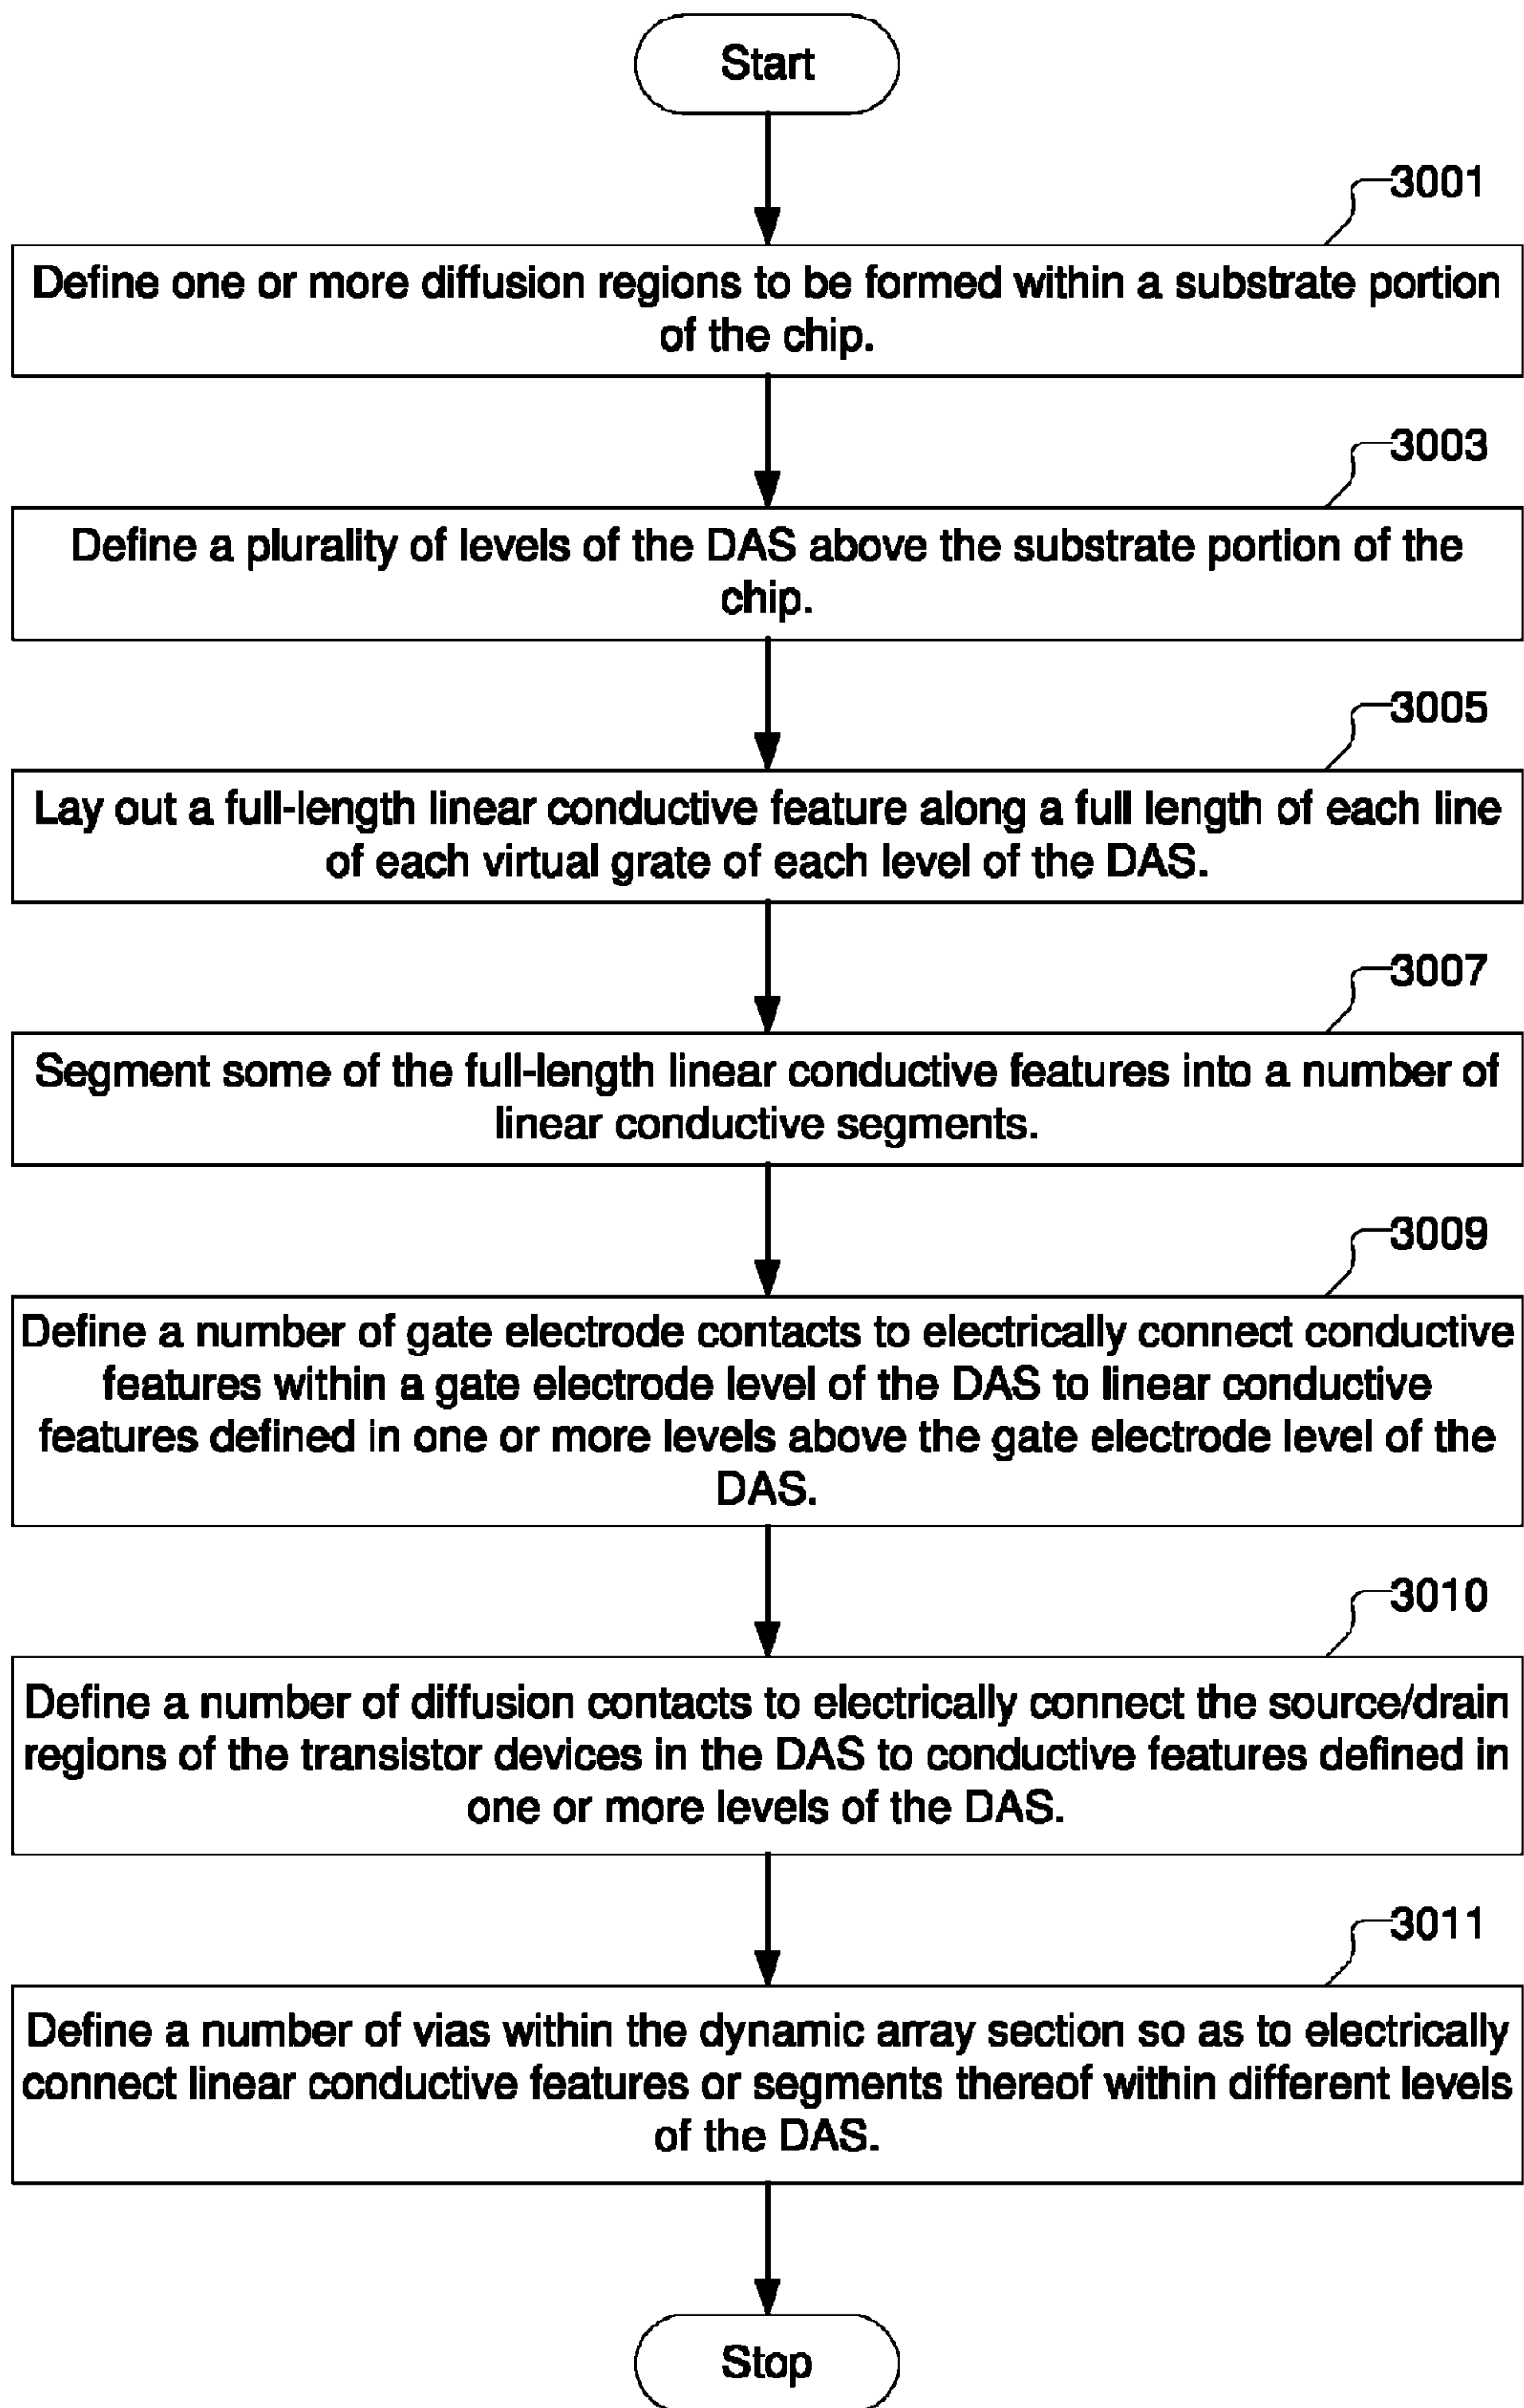 Start
3001
Define one or more diffusion regions to be formed within a substrate portion
of the chip.
3003
Define a plurality of levels of the DAS above the substrate portion of the
chip.
3005
Lay out a full-length linear conductive feature along a full length of each line
of each virtual grate of each level of the DAS.
3007
Segment some of the full-length linear conductive features into a number of
linear conductive segments.
3009
Define a number of gate electrode contacts to electrically connect conductive
features within a gate electrode level of the DAS to linear conductive
features defined in one or more levels above the gate electrode level of the
DAS.
3010
Define a number of diffusion contacts to electrically connect the source/drain
regions of the transistor devices in the DAS to conductive features defined in
one or more levels of the DAS.
3011
Define a number of vias within the dynamic array section so as to electrically
connect linear conductive features or segments thereof within different levels
of the DAS.
Stop